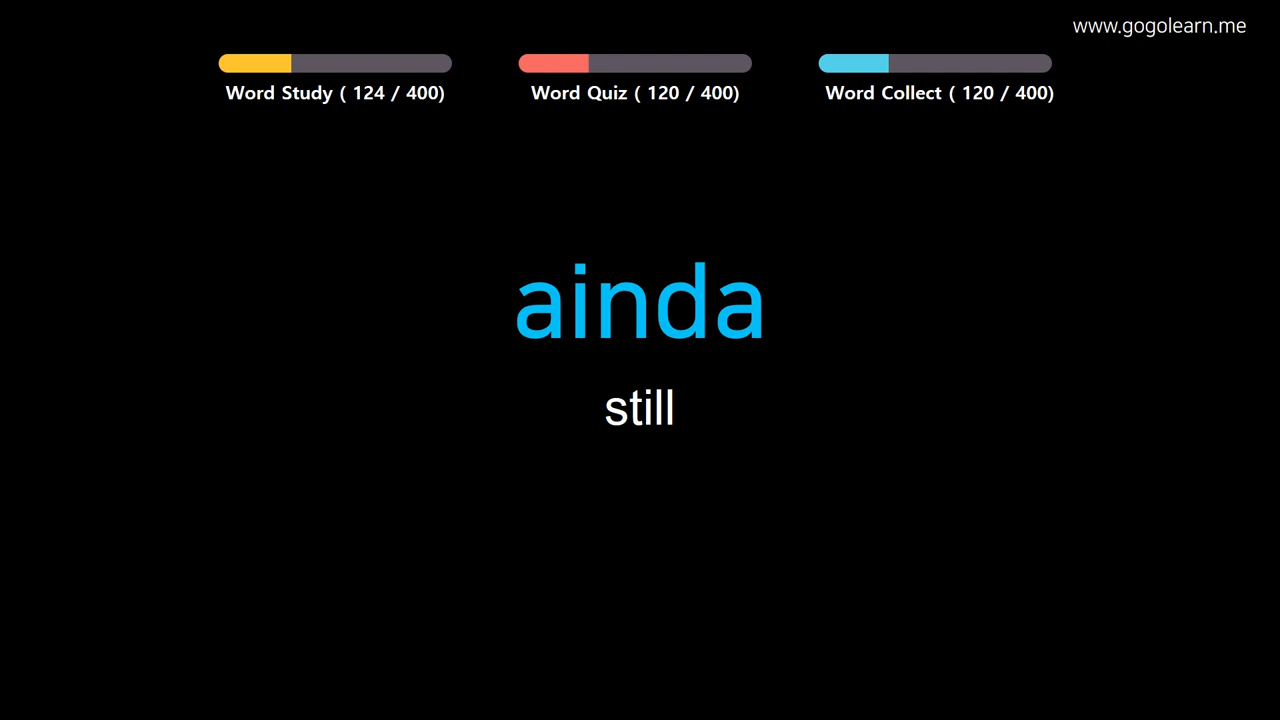 www.gogolearn.me
Word Study ( 124 / 400)
Word Quiz ( 120 / 400)
Word Collect ( 120 / 400)
ainda
still